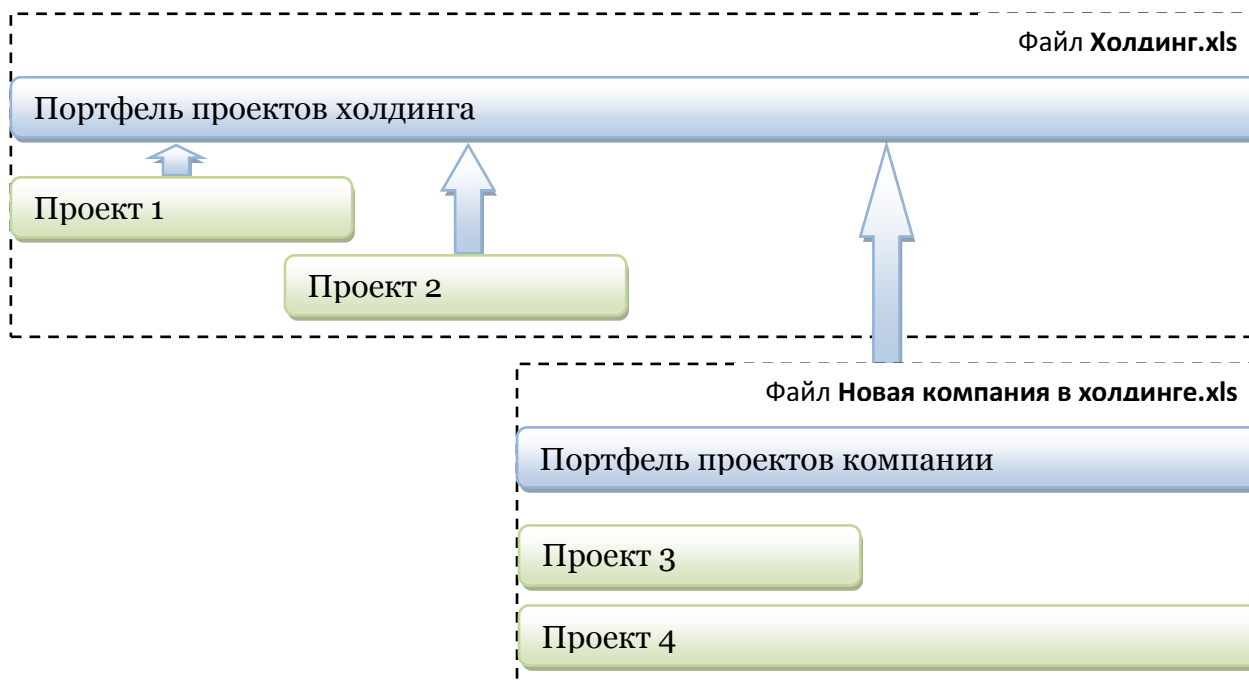 Файл Холдинг.xls
Портфель проектов холдинга
Проект 1
Проект 2
Файл Новая компания в холдинге.xls
Портфель проектов компании
Проект 3
Проект 4